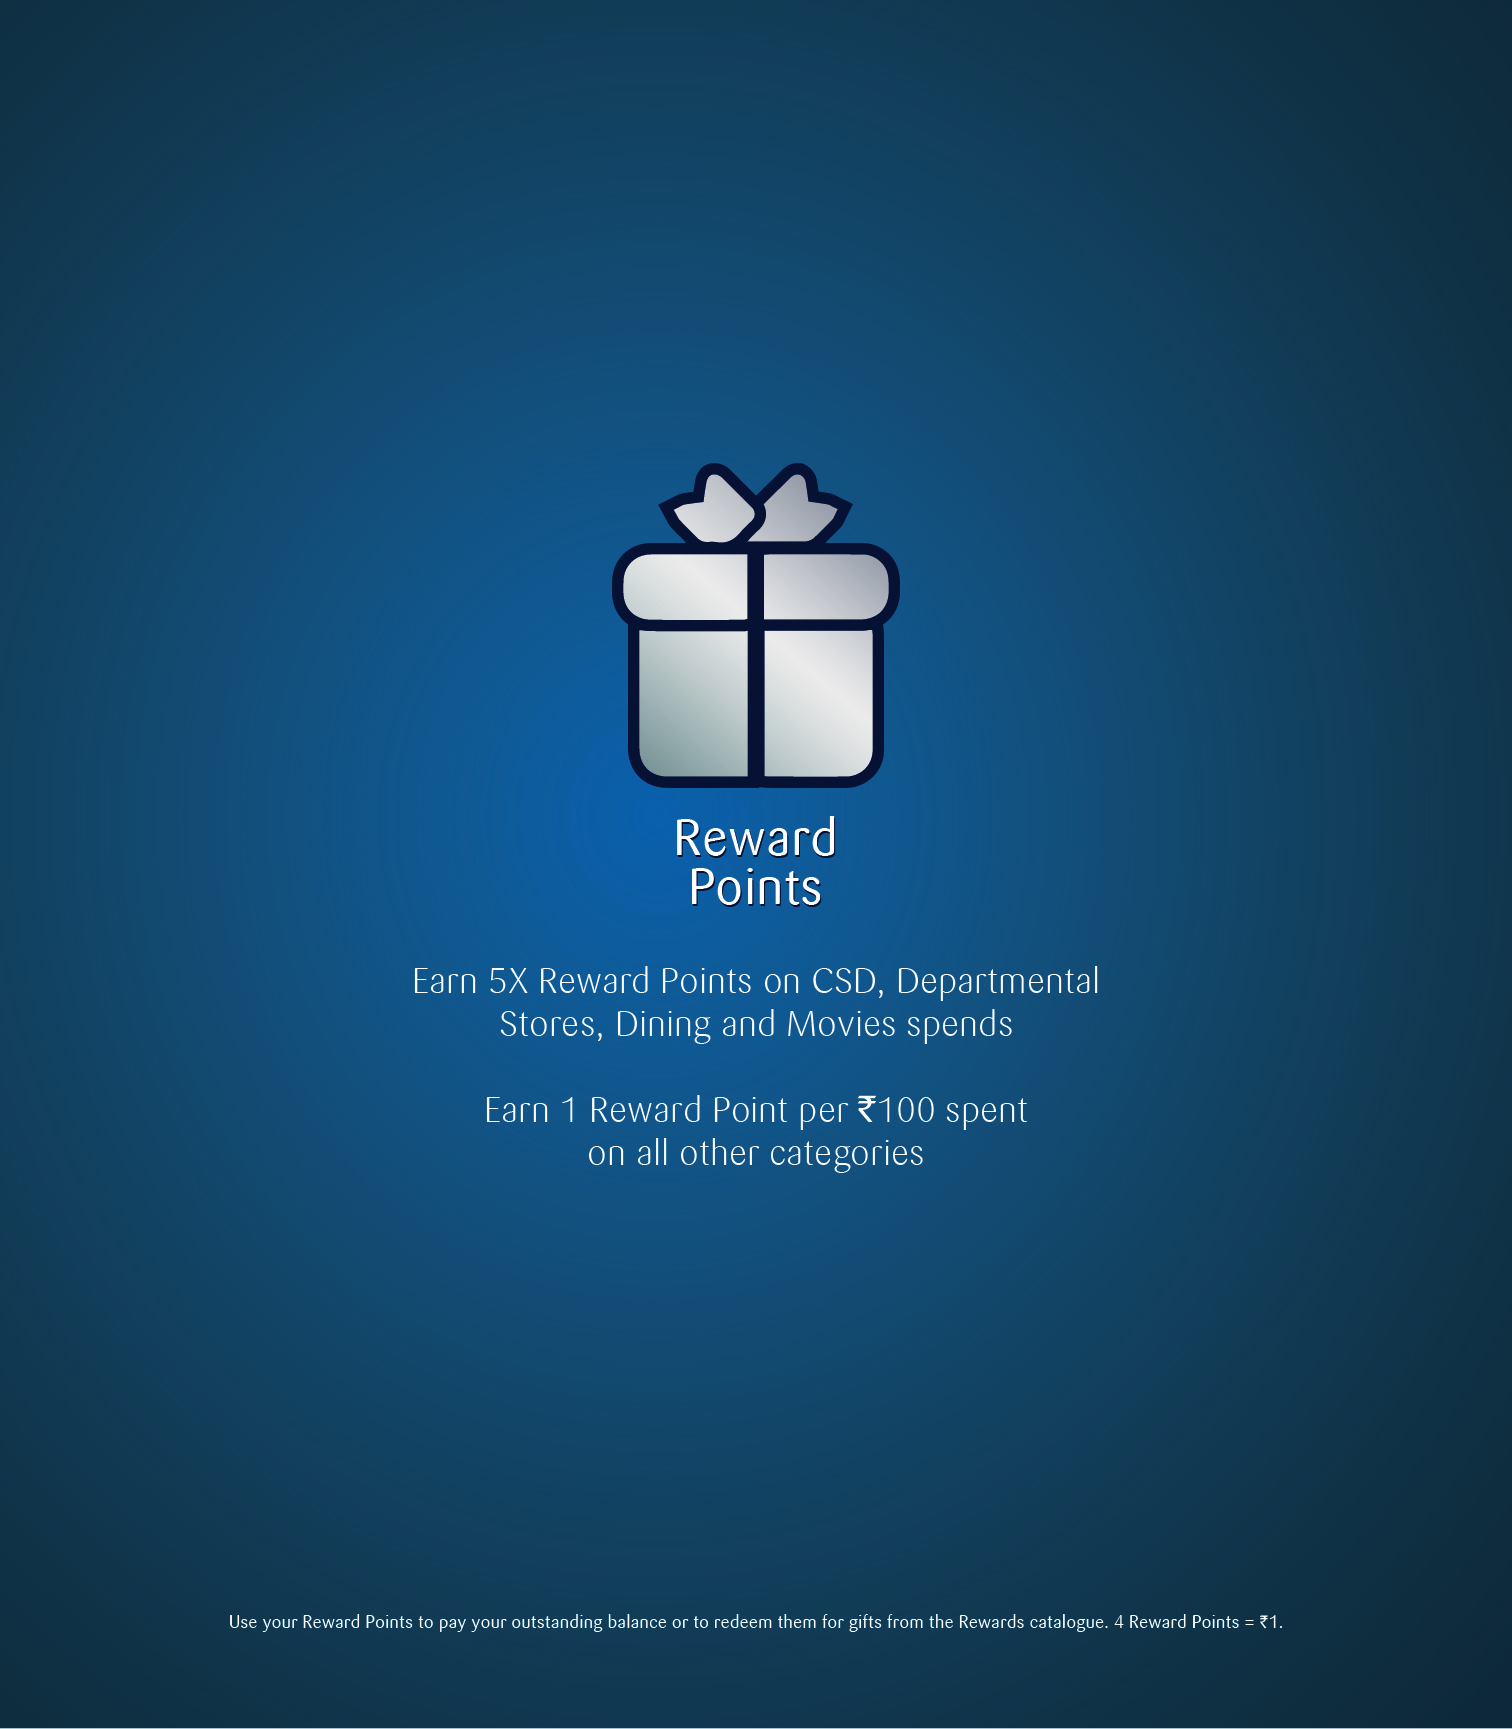 Reward
Points
Earn 5X Reward Points on CSD, Departmental
Stores, Dining and Movies spends
Earn 1 Reward Point per ₹100 spent
on all other categories
Use your Reward Points to pay your outstanding balance or to redeem them for gifts from the Rewards catalogue. 4 Reward Points = ₹1.